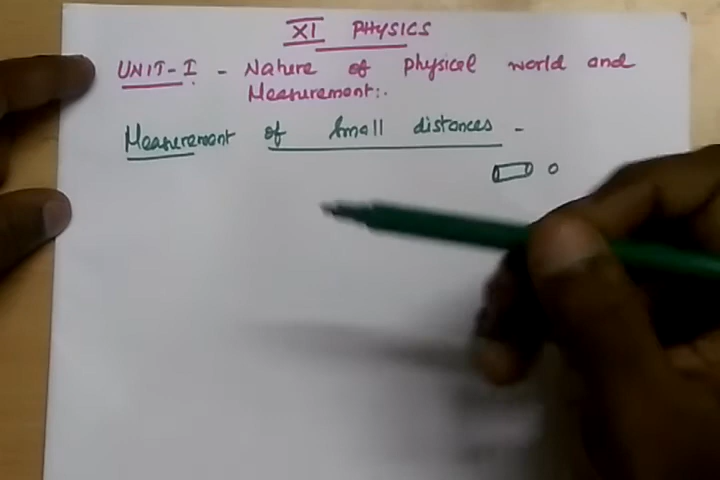 XI PHYSICS
UNIT-I - Nature of physical world and
Measurement:.
Measurement of small distances -